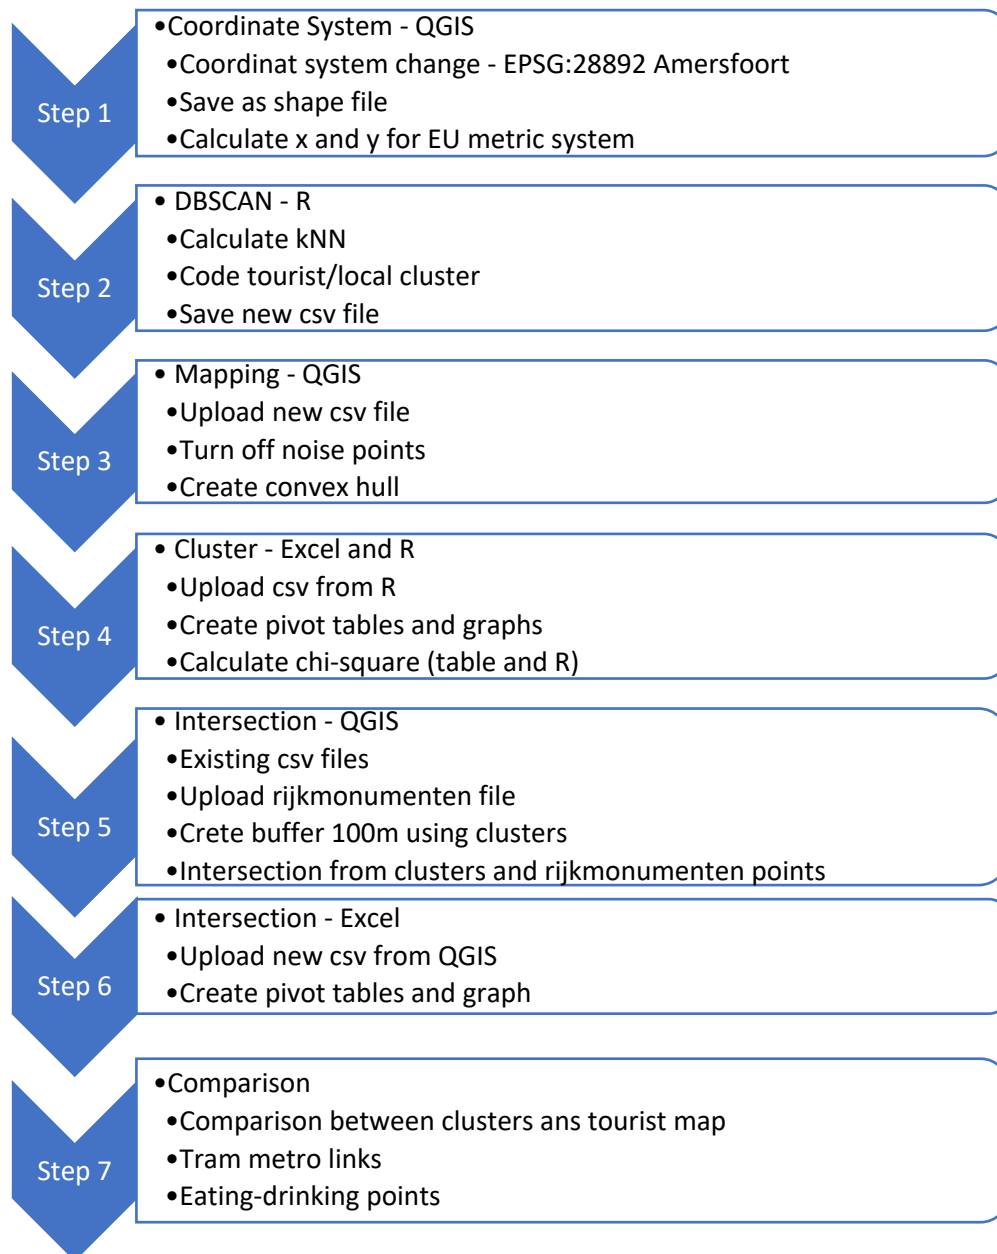 Step 1
•Coordinate System - QGIS
•Coordinat system change - EPSG:28892 Amersfoort
•Save as shape file
•Calculate x and y for EU metric system
Step 2
• DBSCAN - R
•Calculate kNN
•Code tourist/local cluster
•Save new csv file
Step 3
• Mapping - QGIS
•Upload new csv file
•Turn off noise points
•Create convex hull
Step 4
• Cluster - Excel and R
•Upload csv from R
•Create pivot tables and graphs
•Calculate chi-square (table and R)
Step 5
• Intersection - QGIS
•Existing csv files
•Upload rijkmonumenten file
•Crete buffer 100m using clusters
•Intersection from clusters and rijkmonumenten points
Step 6
• Intersection - Excel
•Upload new csv from QGIS
•Create pivot tables and graph
Step 7
•Comparison
•Comparison between clusters ans tourist map
•Tram metro links
•Eating-drinking points